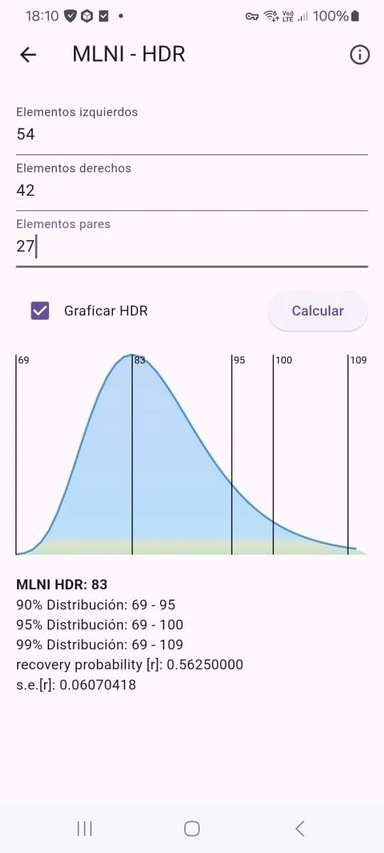 18:10 100%
MLNI - HDR
Elementos izquierdos
54
Elementos derechos
42
Elementos pares
27
Graficar HDR Calcular
69 83 95 100 109
MLNI HDR: 83
90% Distribución: 69 - 95
95% Distribución: 69 - 100
99% Distribución: 69 - 109
recovery probability [r]: 0.56250000
s.e.[r]: 0.06070418